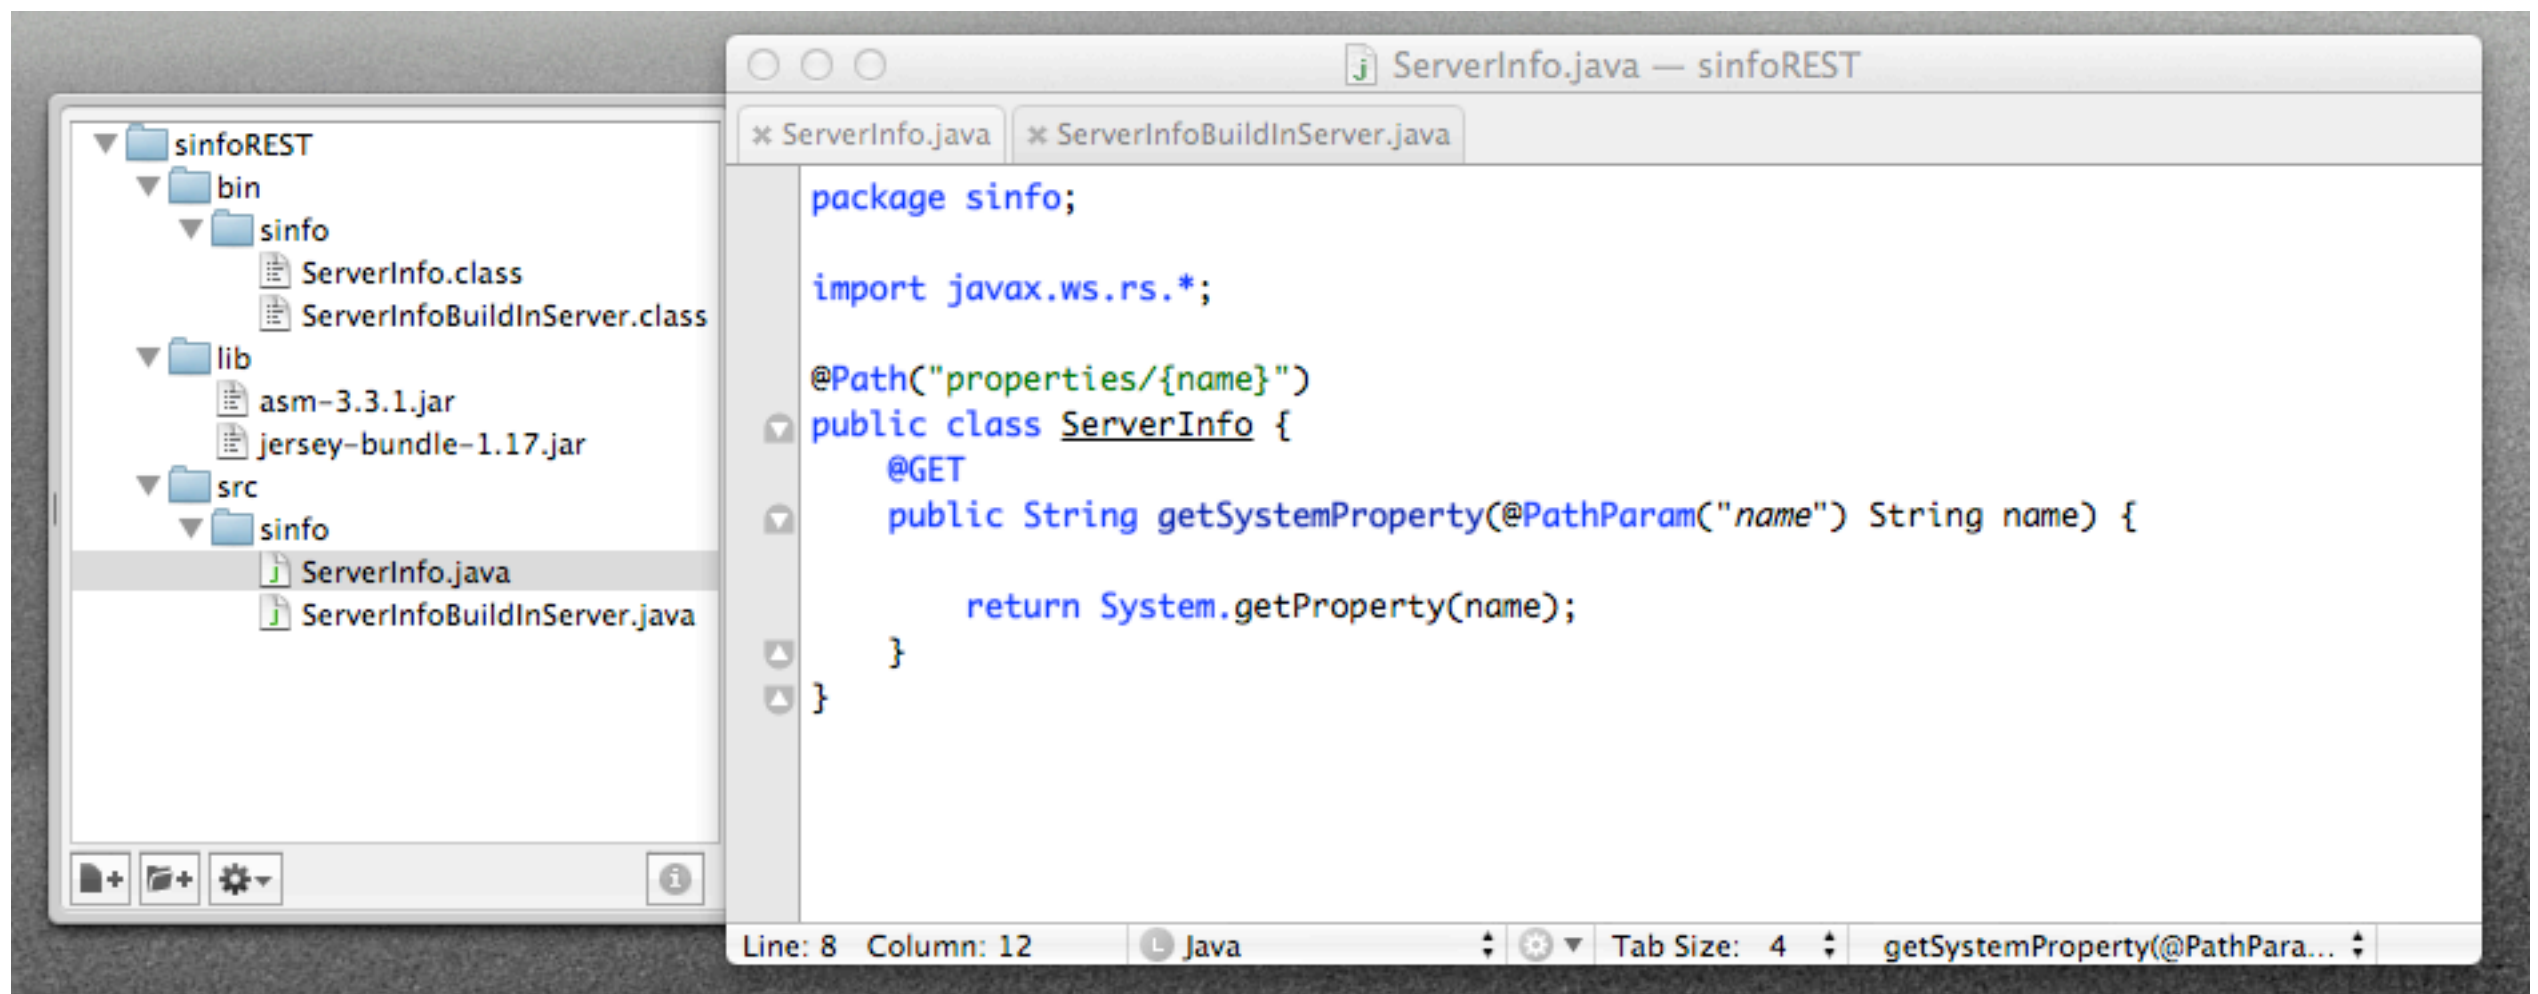 sinfoREST
bin
sinfo
ServerInfo.class
ServerInfoBuildInServer.class
lib
asm-3.3.1.jar
jersey-bundle-1.17.jar
src
sinfo
ServerInfo.java
ServerInfoBuildInServer.java
ServerInfo.java — sinfoREST
ServerInfo.java ServerInfoBuildInServer.java
package sinfo;
import javax.ws.rs.*;
@Path("properties/{name}")
public class ServerInfo {
@GET
public String getSystemProperty(@PathParam("name") String name) {
return System.getProperty(name);
}
}
Line: 8 Column: 12 L Java Tab Size: 4 getSystemProperty(@PathPara...